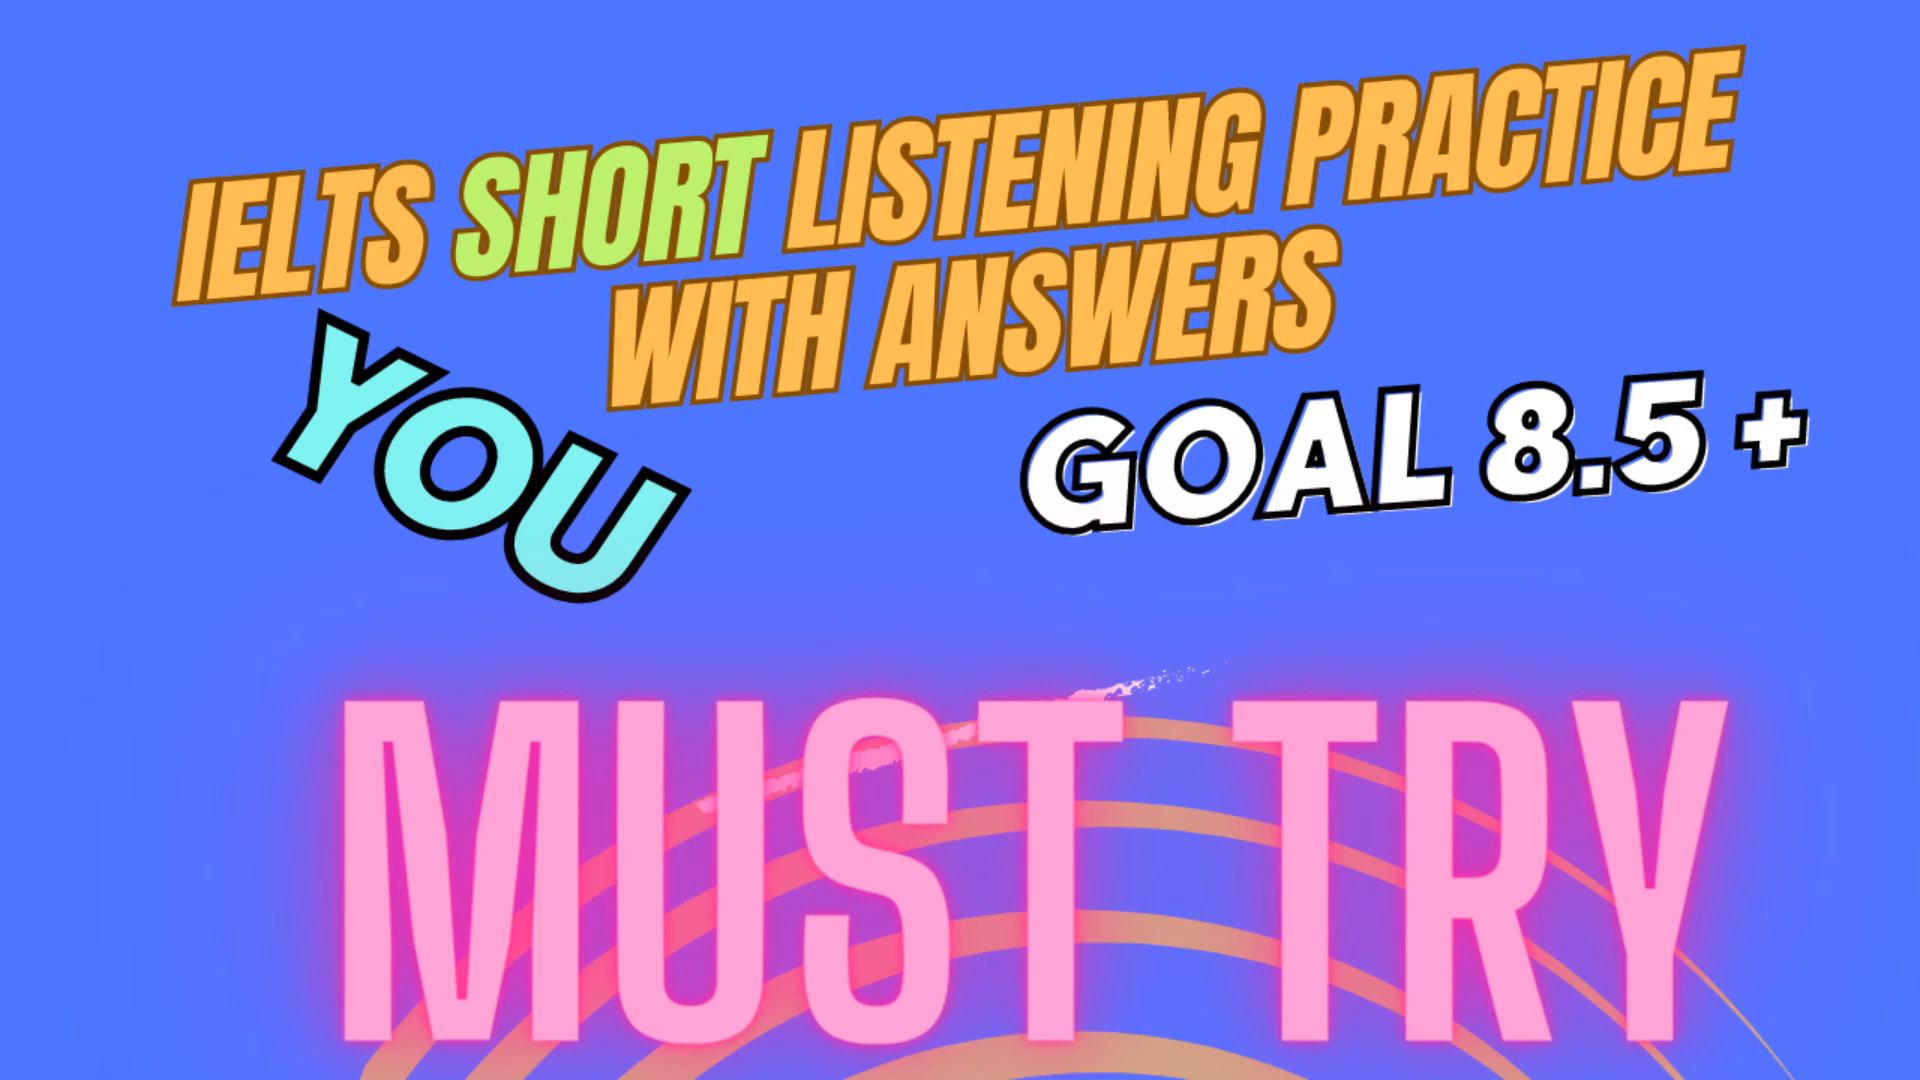 IELTS SHORT LISTENING PRACTICE
WITH ANSWERS
YOU
GOAL 8.5 +
MUST TRY